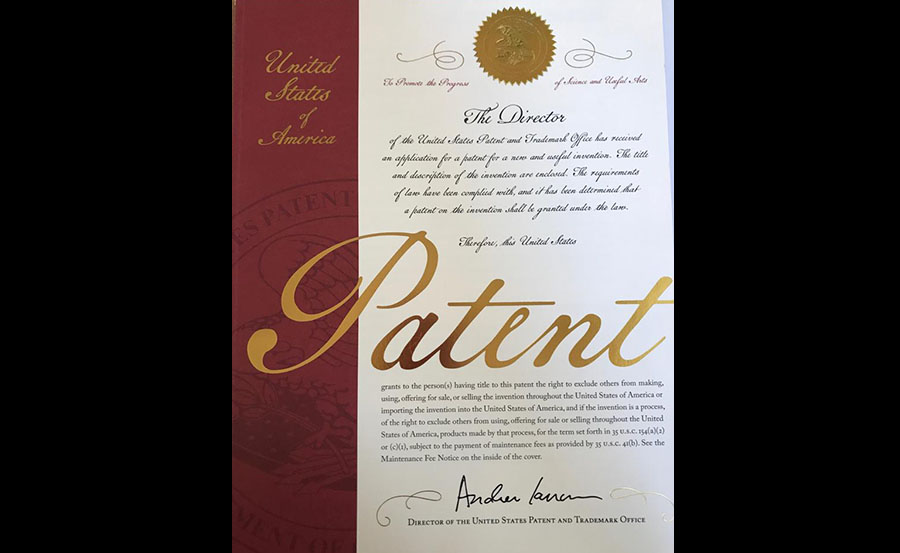 United
States
of
America
To Promote the Progress
of Science and Useful Arts
The Director
of the United States Patent and Trademark Office has received
an application for a patent for a new and useful invention. The title
and description of the invention are enclosed. The requirements
of law have been complied with, and it has been determined that
a patent on the invention shall be granted under the law.
Therefore, this United States
Patent
grants to the person(s) having title to this patent the right to exclude others from making,
using, offering for sale, or selling the invention throughout the United States of America or
importing the invention into the United States of America, and if the invention is a process,
of the right to exclude others from using, offering for sale or selling throughout the United
States of America, products made by that process, for the term set forth in 35 U.S.C. 154(a)(2)
or (c)(1), subject to the payment of maintenance fees as provided by 35 U.S.C. 41(b). See the
Maintenance Fee Notice on the inside of the cover.
Director of the United States Patent and Trademark Office